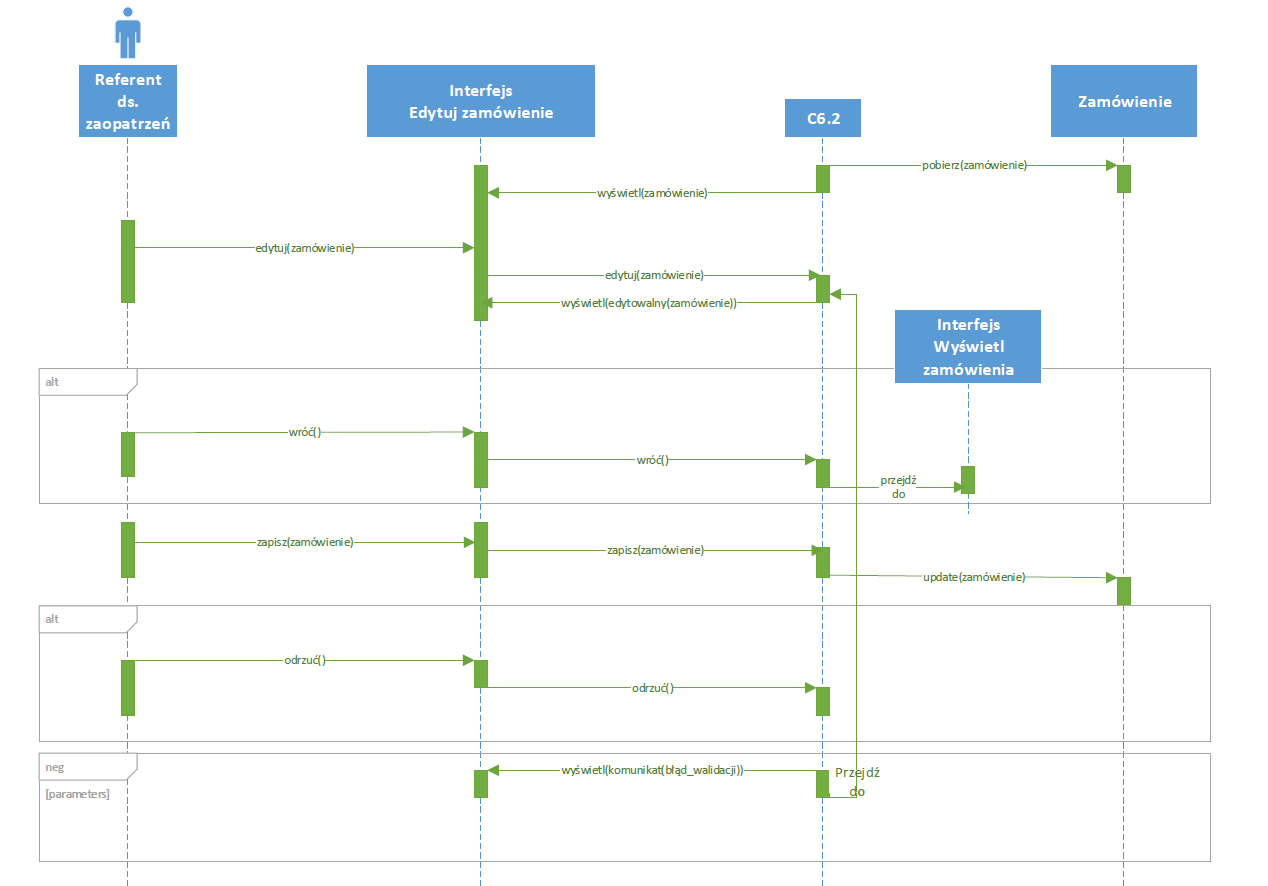 Referent
ds.
zaopatrzeń
Interfejs
Edytuj zamówienie
C6.2
Zamówienie
pobierz(zamówienie)
wyświetl(zamówienie)
edytuj(zamówienie)
edytuj(zamówienie)
wyświetl(edytowalny(zamówienie))
Interfejs
Wyświetl
zamówienia
alt
wróć()
wróć()
przejdź
do
zapisz(zamówienie)
zapisz(zamówienie)
update(zamówienie)
alt
odrzuć()
odrzuć()
neg
wyświetl(komunikat(błąd_walidacji))
Przejdź
do
[parameters]